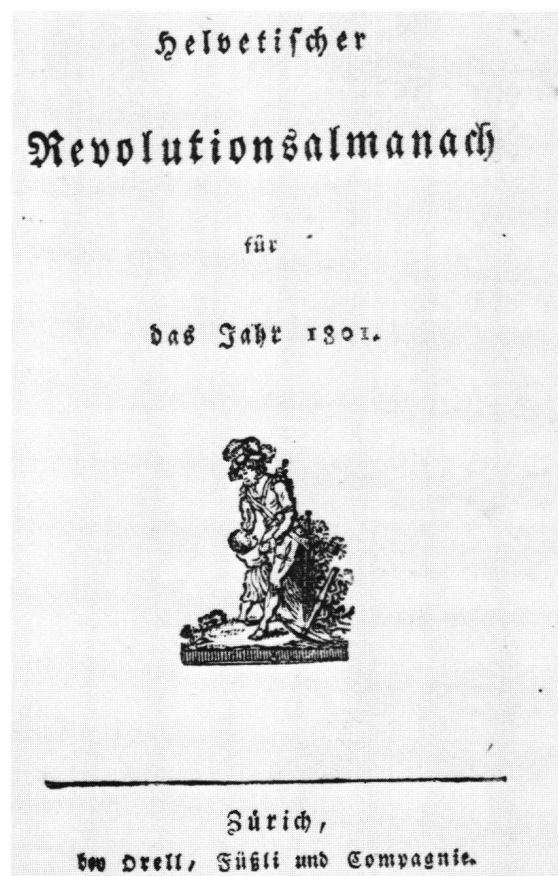 Helvetischer
Revolutionsalmanach
für
das Jahr 1801.
Zürich,
bey Orell, Füßli und Compagnie.